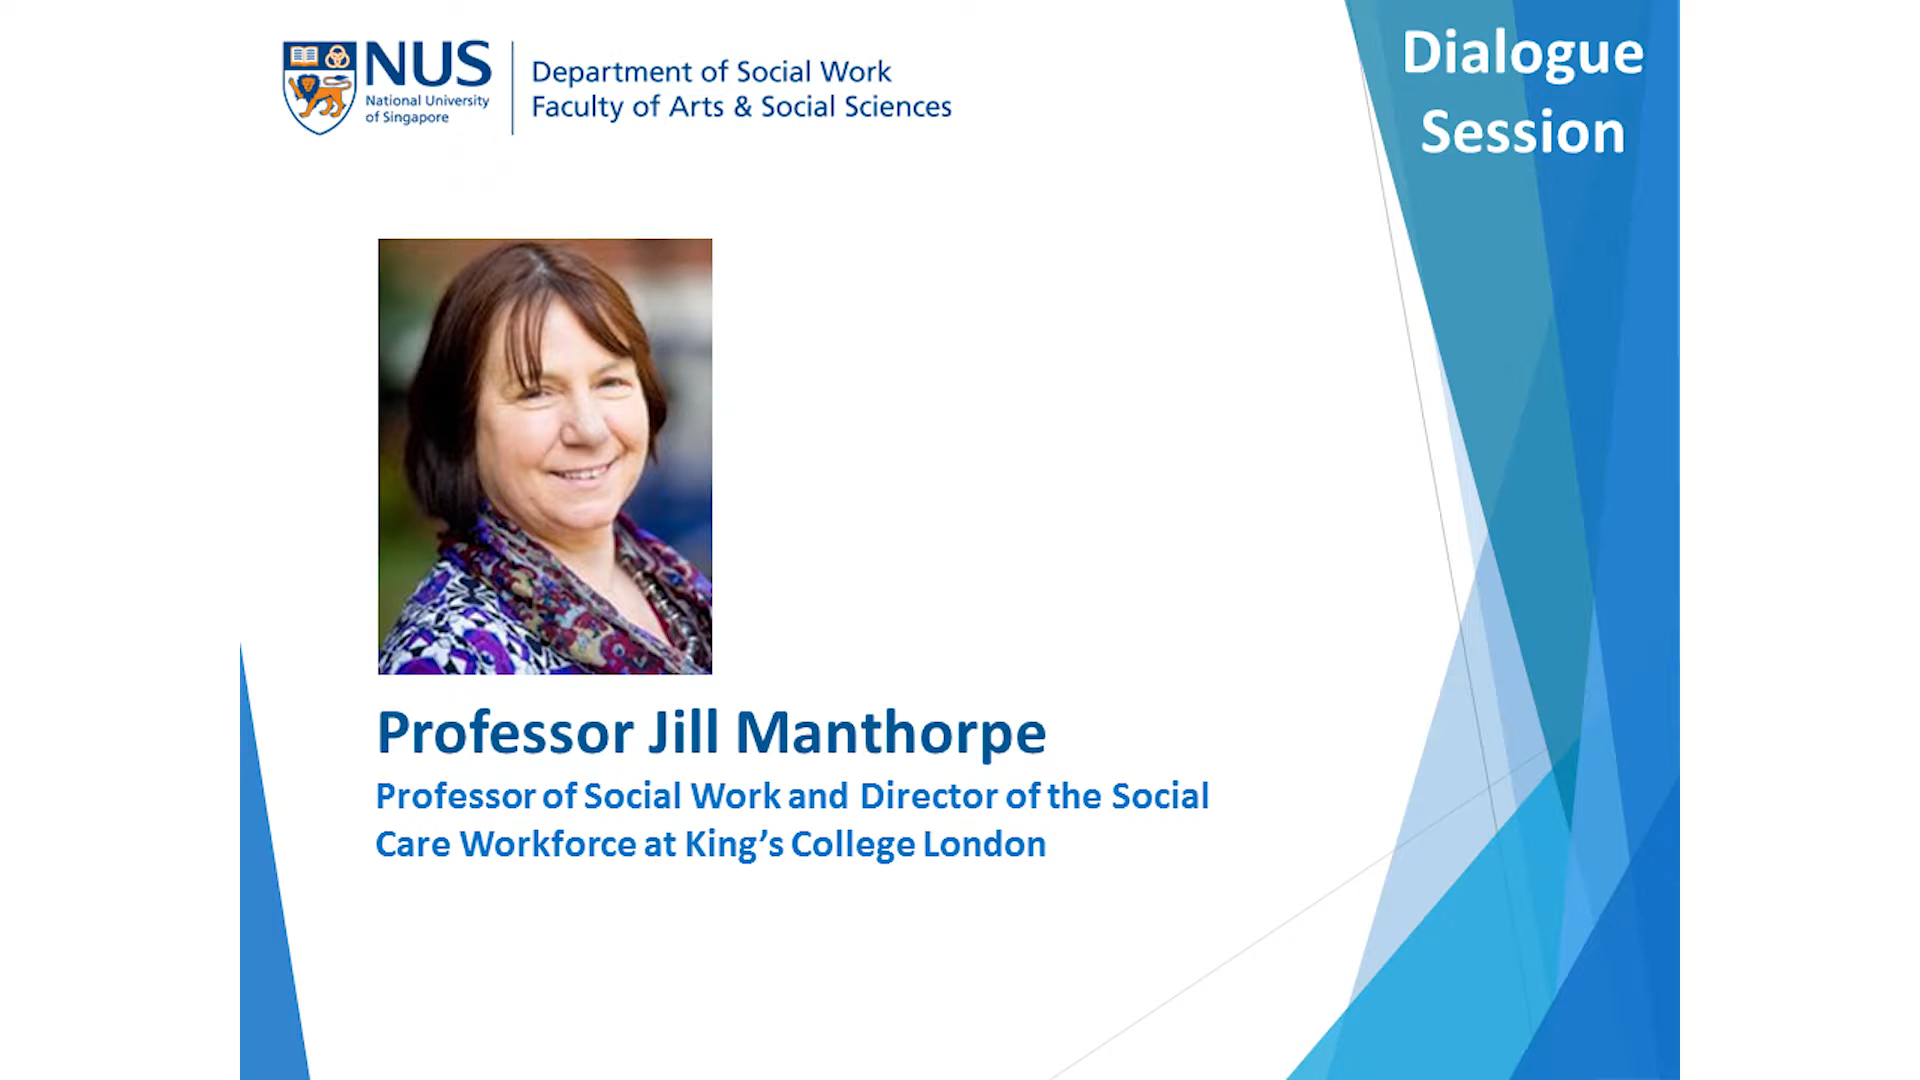 NUS
National University
of Singapore
Department of Social Work
Faculty of Arts & Social Sciences
Dialogue
Session
Professor Jill Manthorpe
Professor of Social Work and Director of the Social
Care Workforce at King’s College London